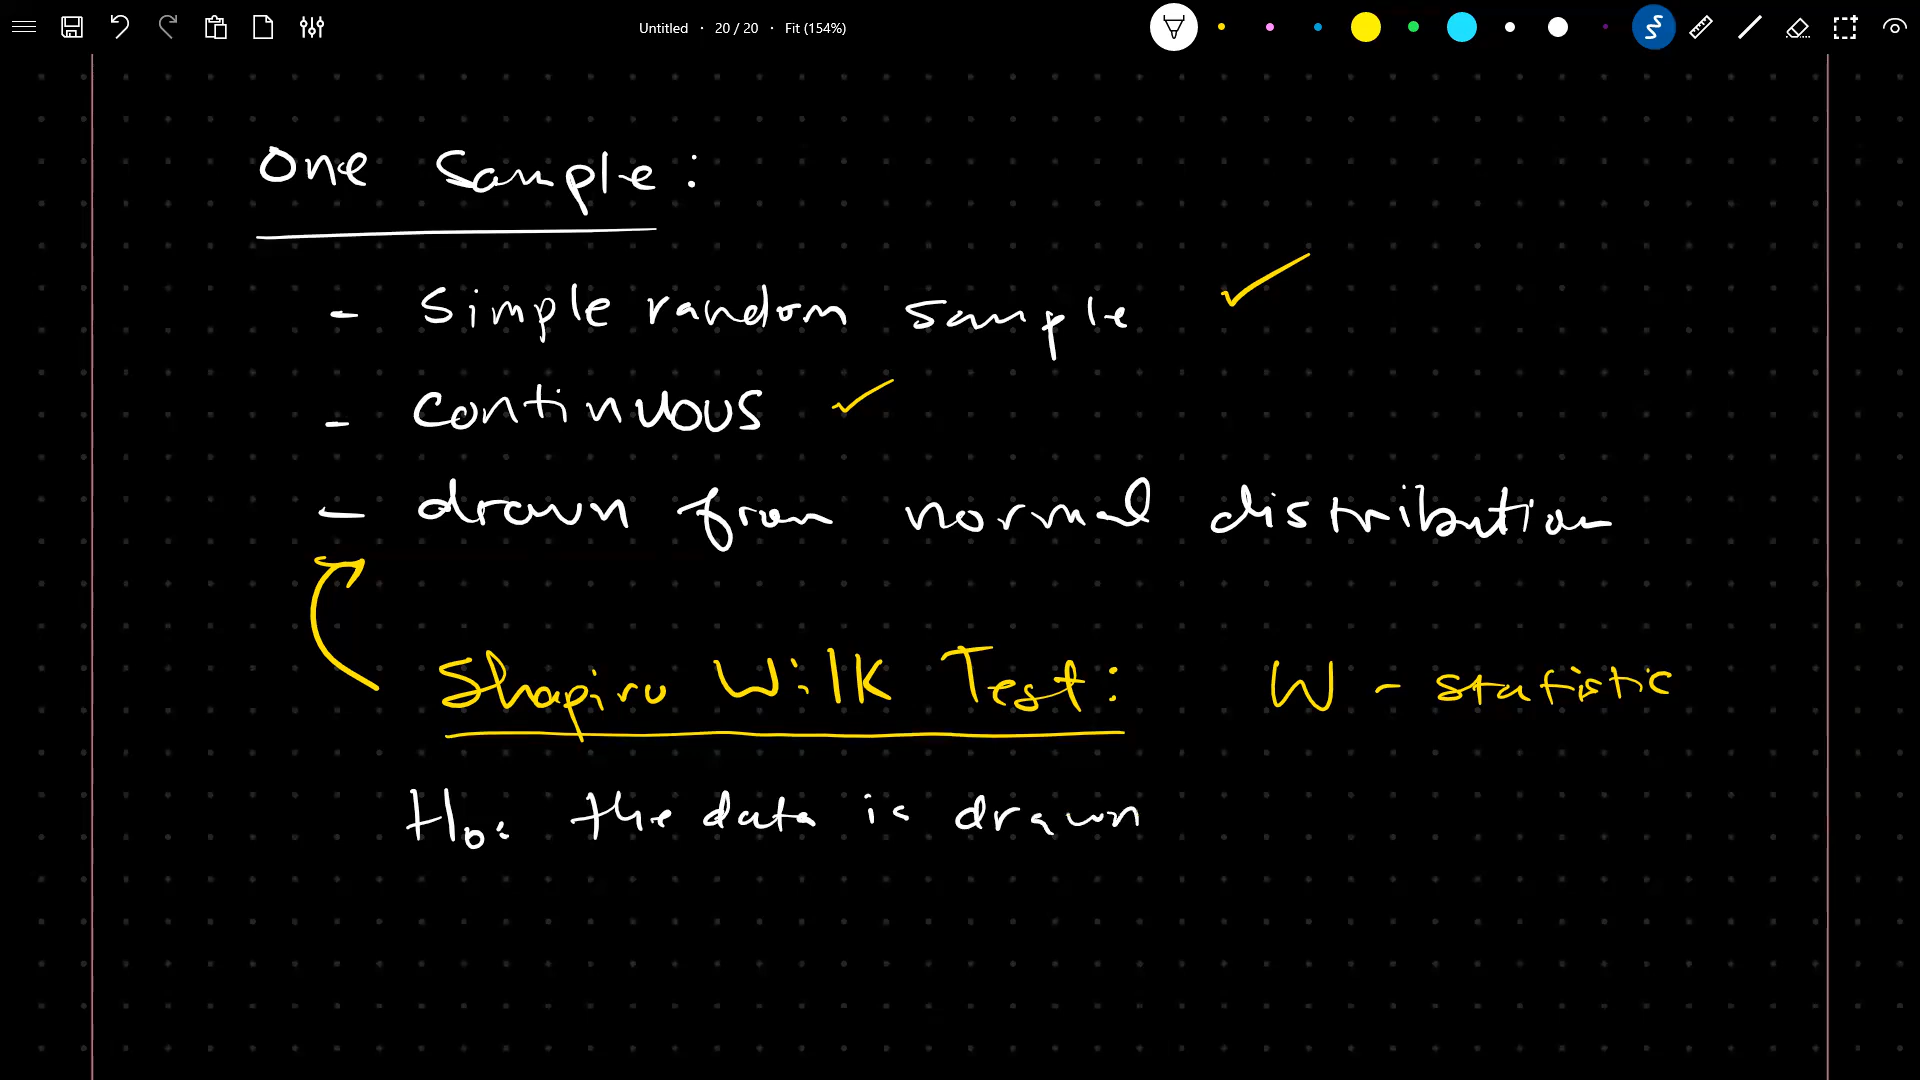 Untitled · 20 / 20 · Fit (154%)
One Sample:
- Simple random sample
- continuous
- drawn from normal distribution
Shapiro Wilk Test: W - statistic
H₀: the data is drawn